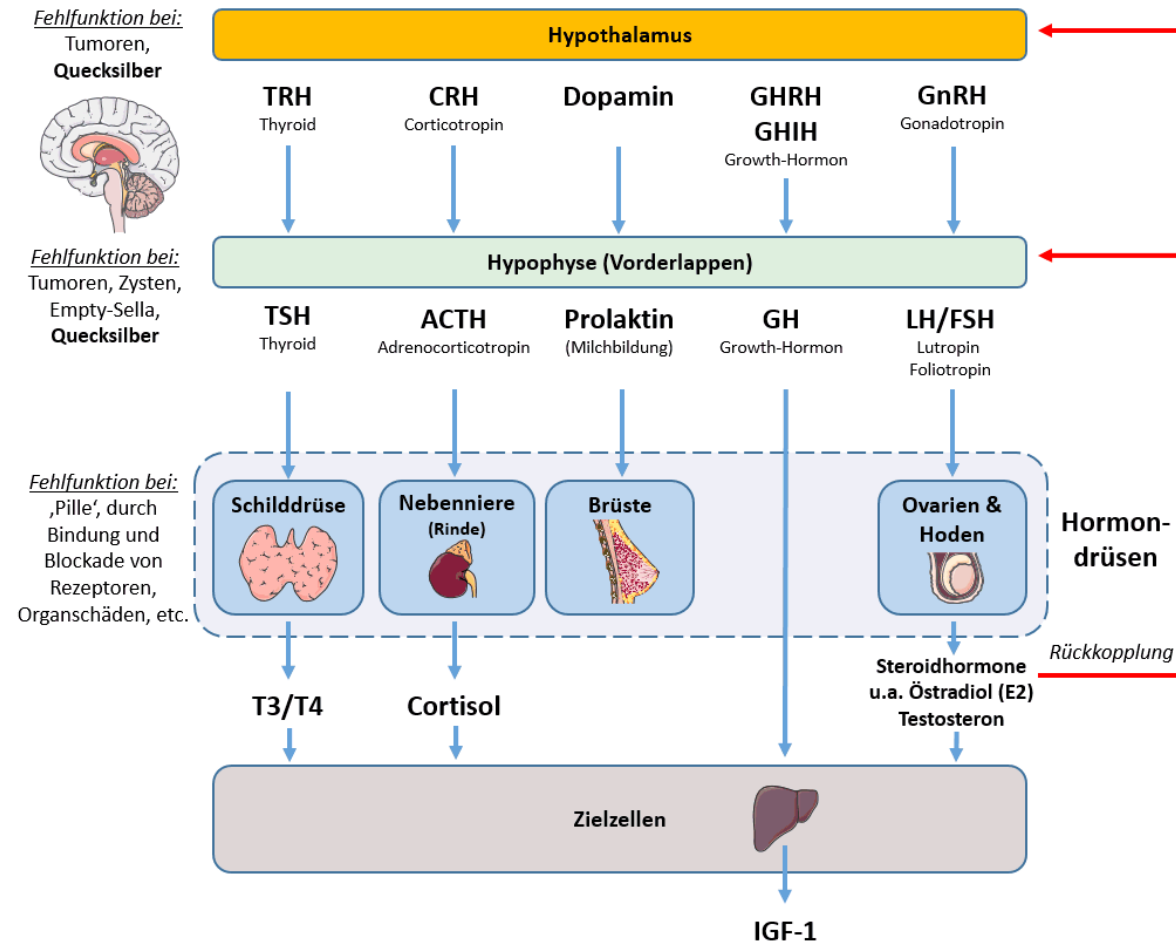 Fehlfunktion bei:
Tumoren,
Quecksilber
Hypothalamus
TRH
Thyroid
CRH
Corticotropin
Dopamin
GHRH
GHIH
Growth-Hormon
GnRH
Gonadotropin
Fehlfunktion bei:
Tumoren, Zysten,
Empty-Sella,
Quecksilber
Hypophyse (Vorderlappen)
TSH
Thyroid
ACTH
Adrenocorticotropin
Prolaktin
(Milchbildung)
GH
Growth-Hormon
LH/FSH
Lutropin
Foliotropin
Fehlfunktion bei:
‚Pille‘, durch
Bindung und
Blockade von
Rezeptoren,
Organschäden, etc.
Schilddrüse
Nebenniere
(Rinde)
Brüste
Ovarien &
Hoden
Hormon-
drüsen
T3/T4
Cortisol
Steroidhormone
u.a. Östradiol (E2)
Testosteron
Rückkopplung
Zielzellen
IGF-1